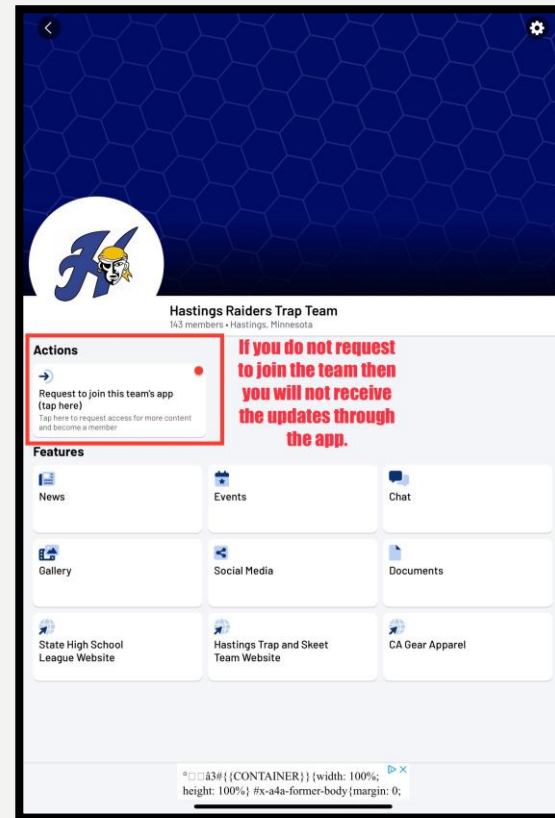 H
Hastings Raiders Trap Team
143 members • Hastings, Minnesota
Actions
Request to join this team's app
(tap here)
Tap here to request access for more content
and become a member
If you do not request
to join the team then
you will not receive
the updates through
the app.
Features
News
Events
Chat
Gallery
Social Media
Documents
State High School
League Website
Hastings Trap and Skeet
Team Website
CA Gear Apparel
°□□â3#{{CONTAINER}}{width: 100%;
height: 100%} #x-a4a-former-body{margin: 0;